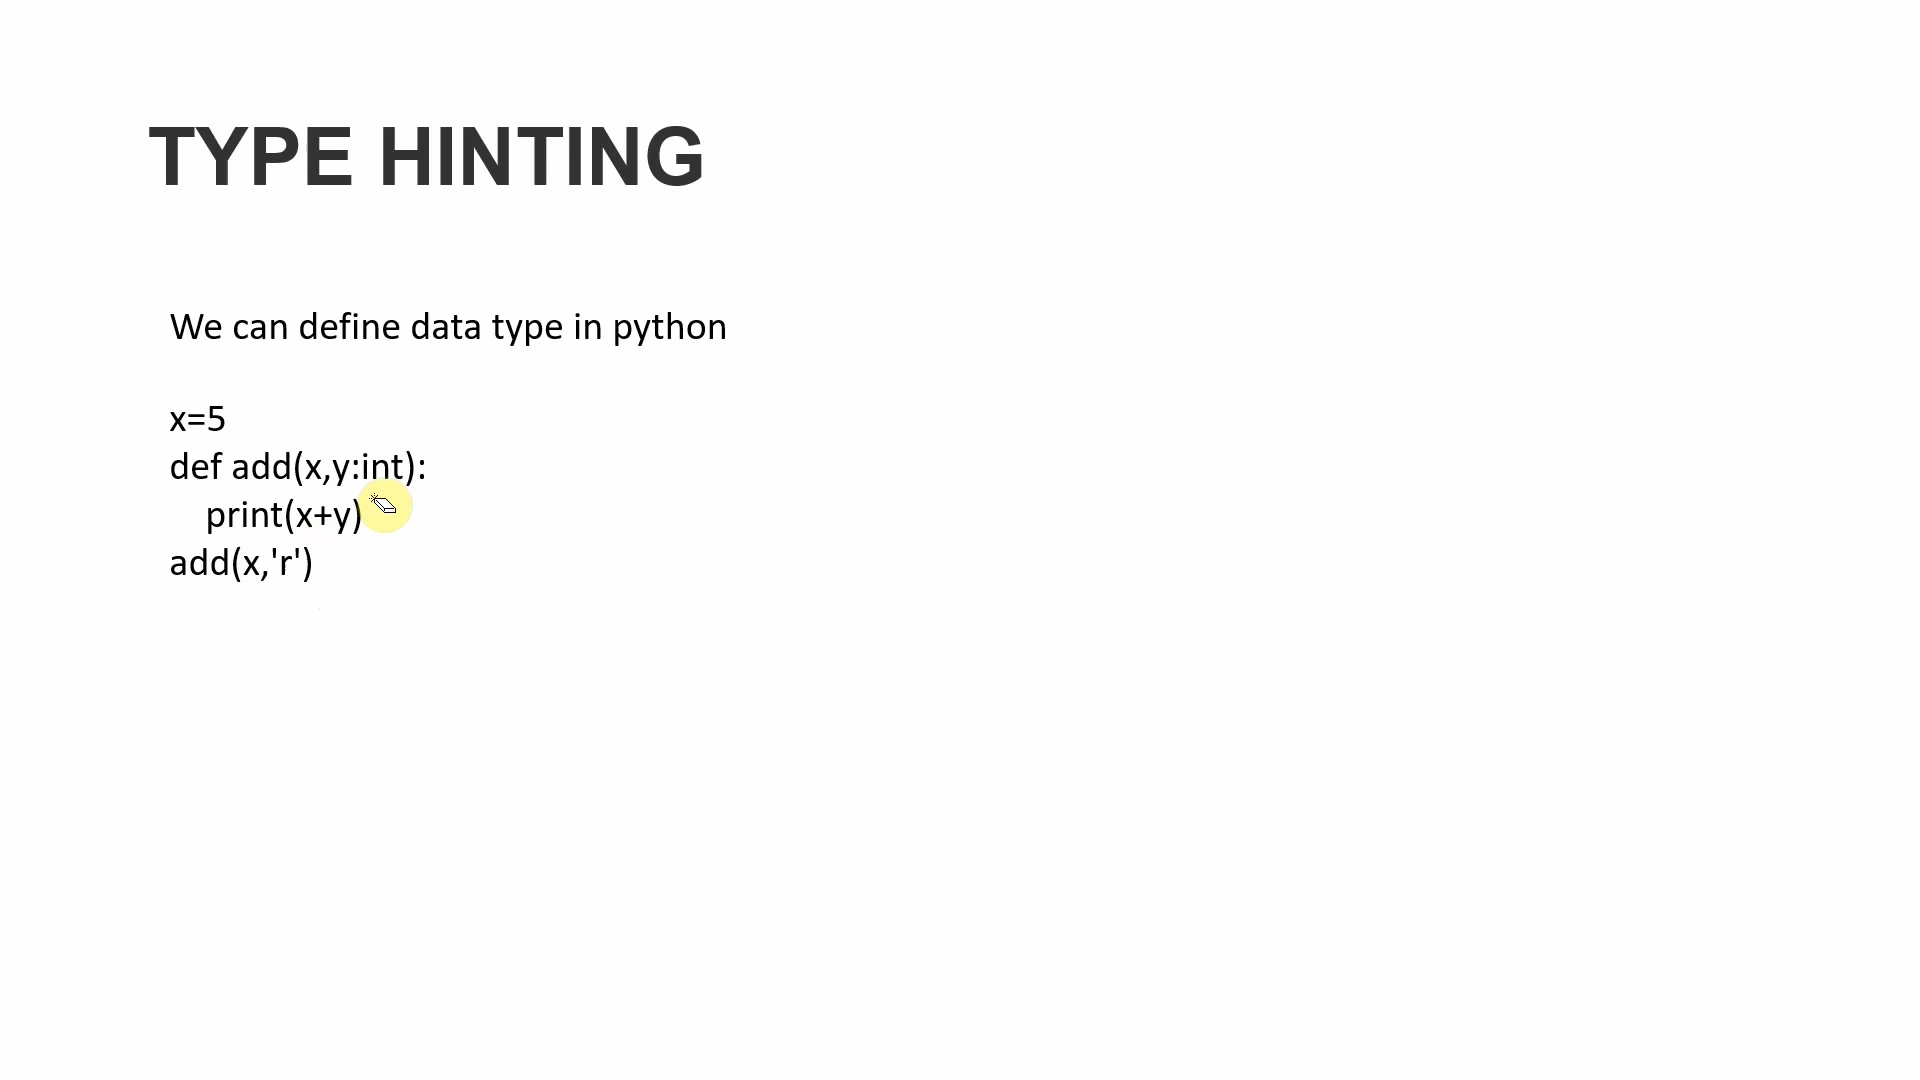 TYPE HINTING
We can define data type in python
x=5
def add(x,y:int):
print(x+y)
add(x,'r')